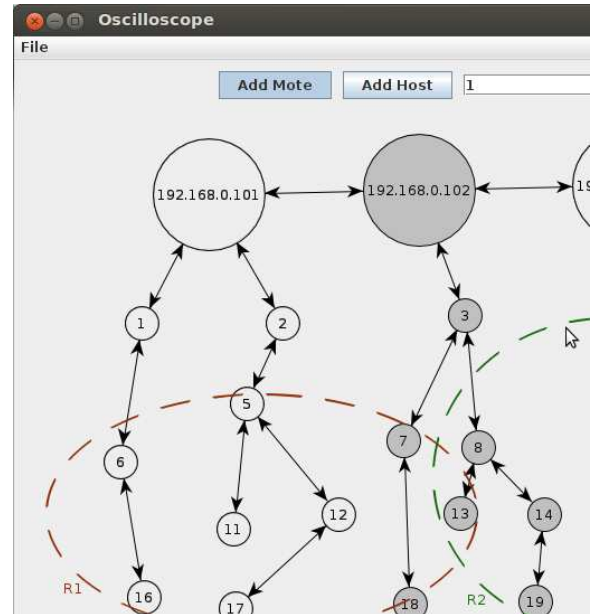 Oscilloscope
File
Add Mote Add Host 1
192.168.0.101 192.168.0.102 19
1 2 3
5
6 7 8
11 12 13 14
R1 R2
16 17 18 19